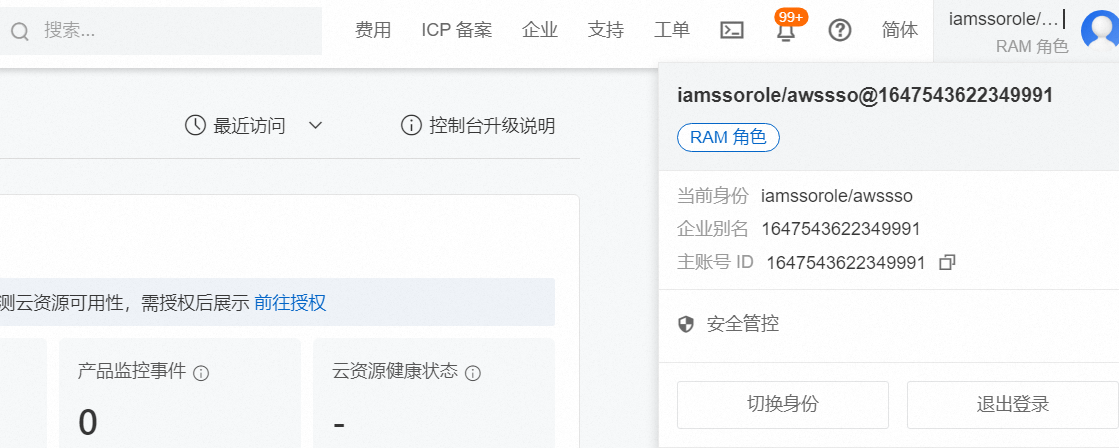 搜索...
费用
ICP 备案
企业
支持
工单
99+
简体
iamssorole/...
RAM 角色
最近访问
控制台升级说明
iamssorole/awssso@1647543622349991
RAM 角色
当前身份 iamssorole/awssso
企业别名 1647543622349991
主账号 ID 1647543622349991
测云资源可用性，需授权后展示 前往授权
安全管控
产品监控事件
云资源健康状态
0
-
切换身份
退出登录